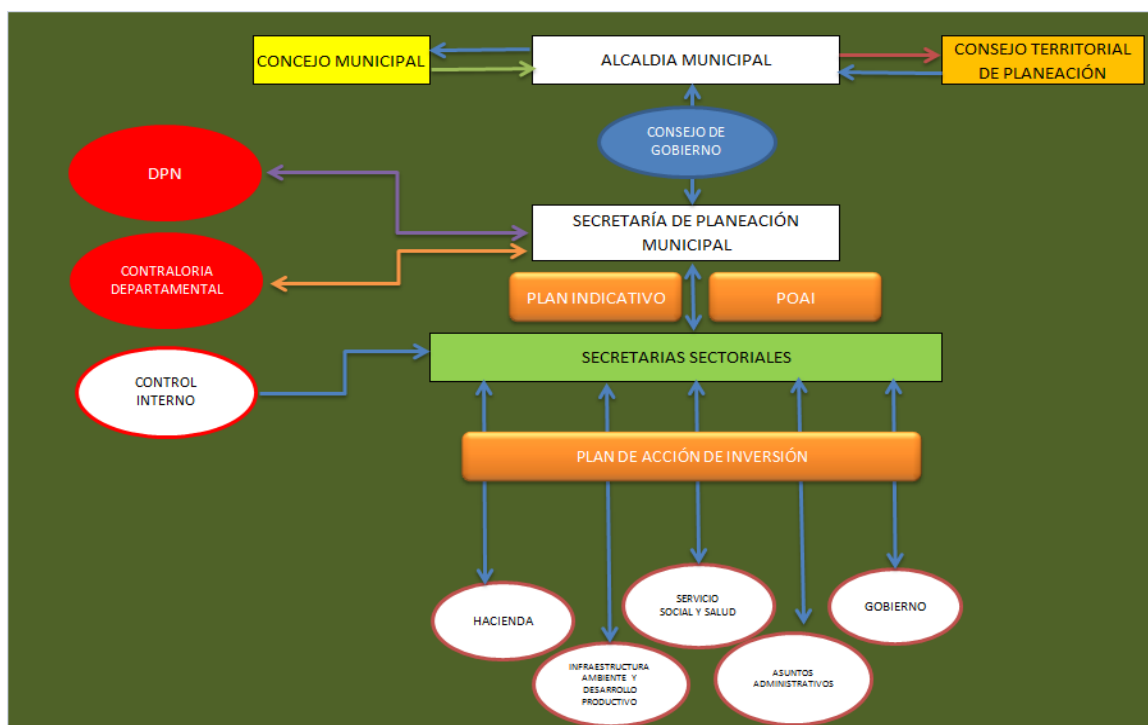 CONCEJO MUNICIPAL
ALCALDIA MUNICIPAL
CONSEJO TERRITORIAL
DE PLANEACIÓN
CONSEJO DE
GOBIERNO
DPN
SECRETARÍA DE PLANEACIÓN
MUNICIPAL
CONTRALORIA
DEPARTAMENTAL
PLAN INDICATIVO
POAI
SECRETARIAS SECTORIALES
CONTROL
INTERNO
PLAN DE ACCIÓN DE INVERSIÓN
HACIENDA
INFRAESTRUCTURA
AMBIENTE Y
DESARROLLO
PRODUCTIVO
SERVICIO
SOCIAL Y SALUD
ASUNTOS
ADMINISTRATIVOS
GOBIERNO